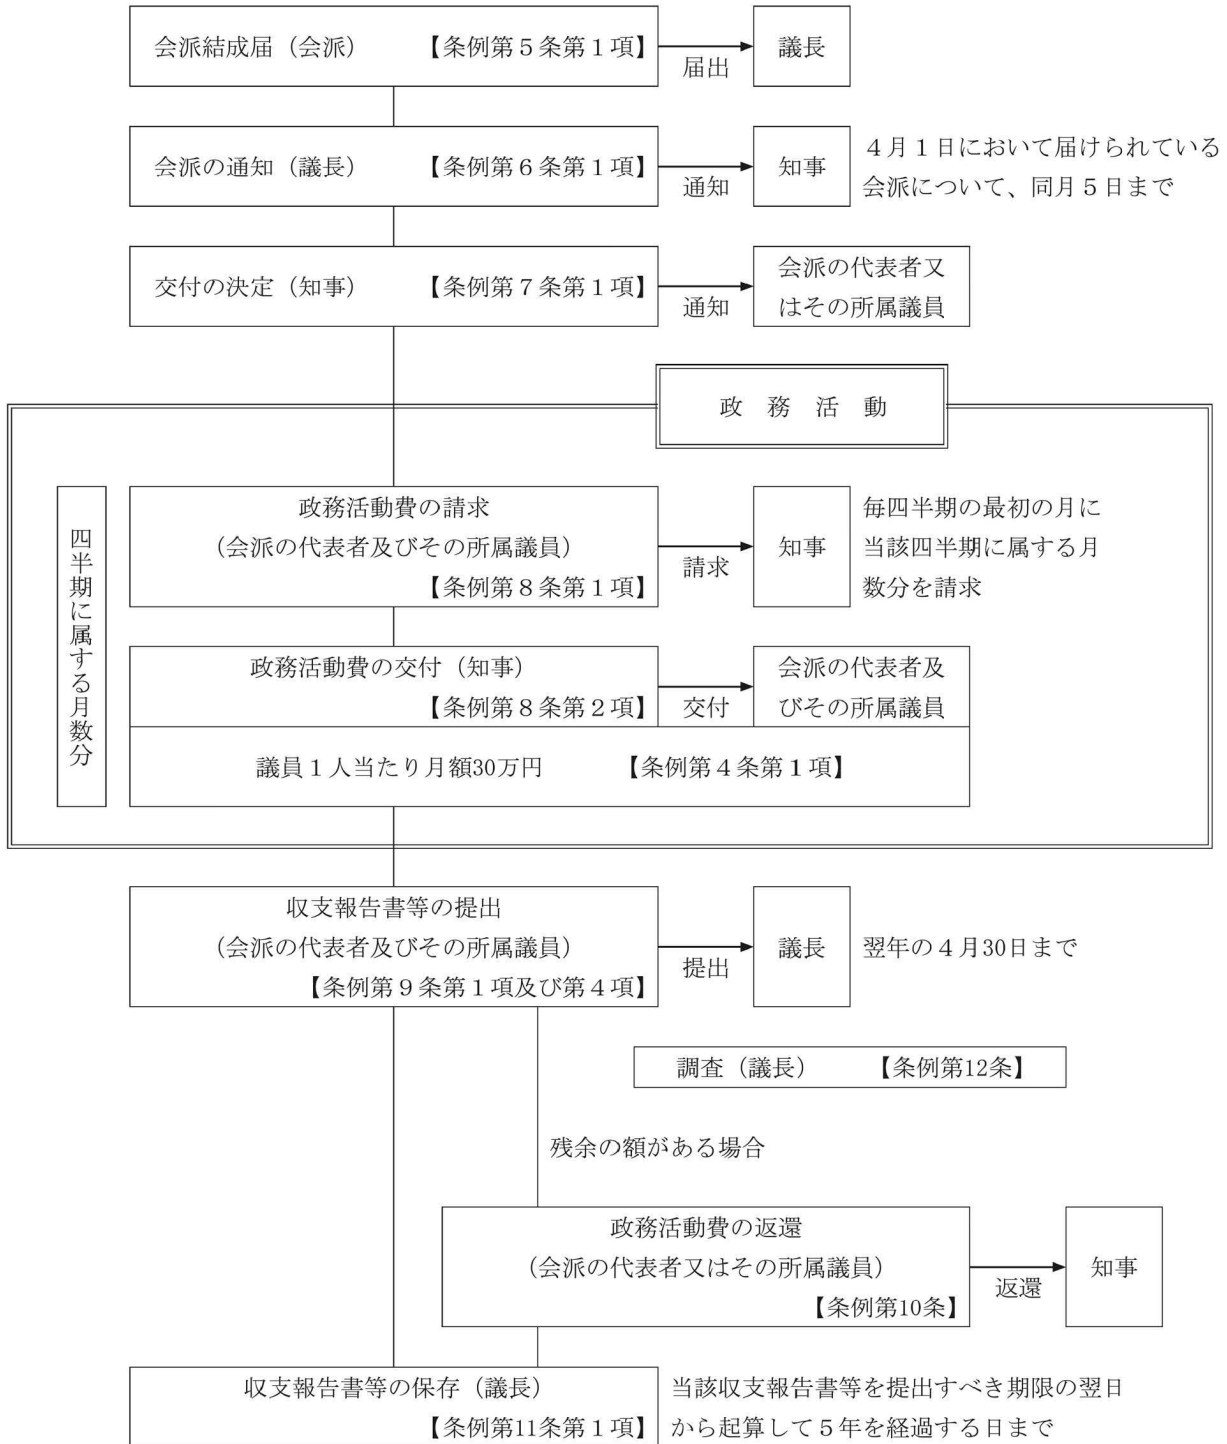 会派結成届（会派）　　【条例第５条第１項】
届出
議長
会派の通知（議長）　　【条例第６条第１項】
通知
知事
４月１日において届けられている
会派について、同月５日まで
交付の決定（知事）　　【条例第７条第１項】
通知
会派の代表者又
はその所属議員
政　務　活　動
四半期に属する月数分
政務活動費の請求
（会派の代表者及びその所属議員）
【条例第８条第１項】
請求
知事
毎四半期の最初の月に
当該四半期に属する月
数分を請求
政務活動費の交付（知事）
【条例第８条第２項】
交付
会派の代表者及
びその所属議員
議員１人当たり月額30万円　　【条例第４条第１項】
収支報告書等の提出
（会派の代表者及びその所属議員）
【条例第９条第１項及び第４項】
提出
議長
翌年の４月30日まで
調査（議長）　　【条例第12条】
残余の額がある場合
政務活動費の返還
（会派の代表者又はその所属議員）
【条例第10条】
返還
知事
収支報告書等の保存（議長）
【条例第11条第１項】
当該収支報告書等を提出すべき期限の翌日
から起算して５年を経過する日まで